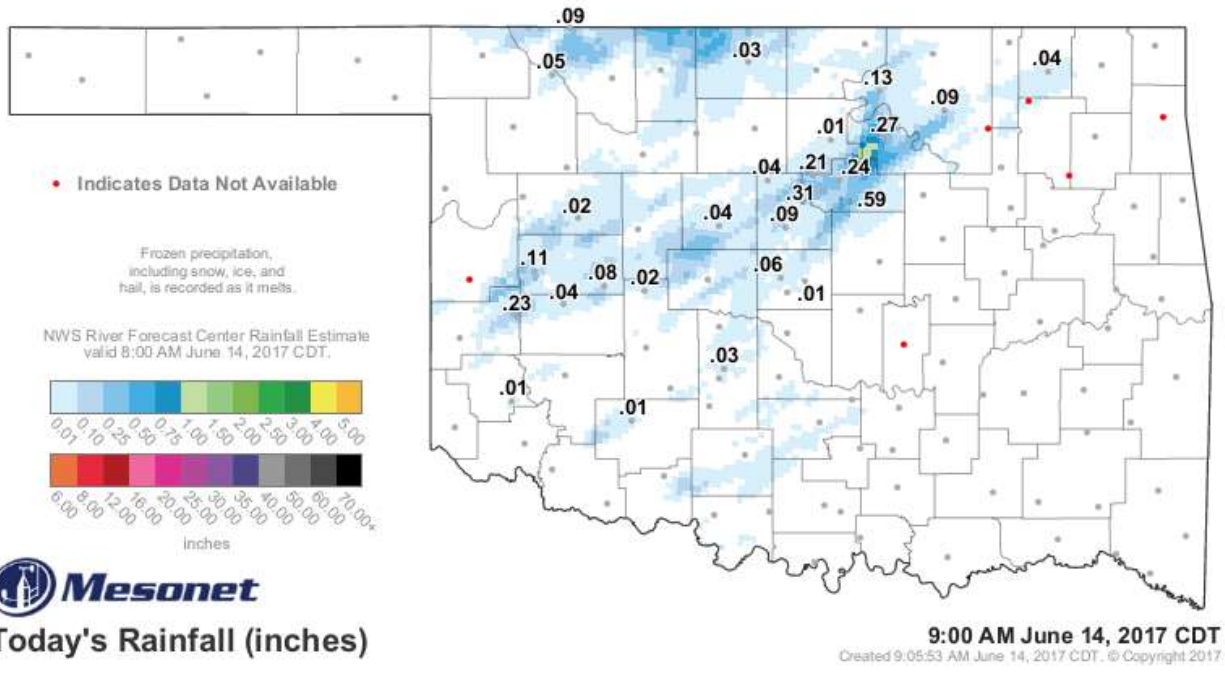 .09
.05
.03
.04
.13
.09
.01
.27
.04
.21
.24
.31
.59
.02
.04
.09
.11
.08
.02
.06
.04
.01
.23
.03
.01
.01
Indicates Data Not Available
Frozen precipitation,
including snow, ice, and
hail, is recorded as it melts.
NWS River Forecast Center Rainfall Estimate
valid 8:00 AM June 14, 2017 CDT.
0.01 0.10 0.25 0.50 0.75 1.00 1.50 2.00 2.50 3.00 4.00 5.00
6.00 8.00 12.00 16.00 20.00 25.00 30.00 35.00 40.00 50.00 60.00 70.00+
inches
Mesonet
Today's Rainfall (inches)
9:00 AM June 14, 2017 CDT
Created 9:05:53 AM June 14, 2017 CDT. © Copyright 2017